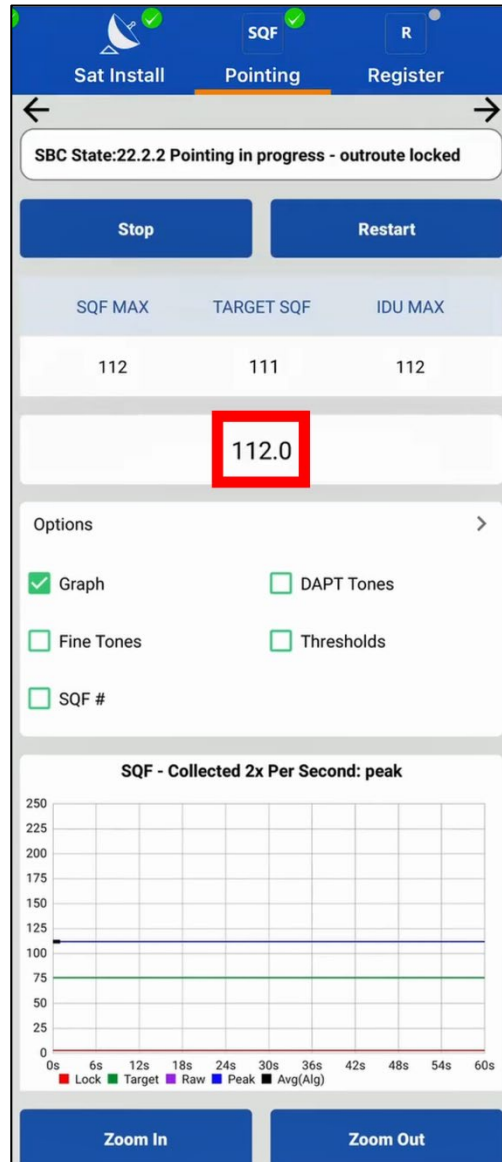 SQF
R
Sat Install
Pointing
Register
SBC State:22.2.2 Pointing in progress - outroute locked
Stop
Restart
SQF MAX
TARGET SQF
IDU MAX
112
111
112
112.0
Options
Graph
DAPT Tones
Fine Tones
Thresholds
SQF #
SQF - Collected 2x Per Second: peak
250
225
200
175
150
125
100
75
50
25
0
0s 6s 12s 18s 24s 30s 36s 42s 48s 54s 60s
Lock Target Raw Peak Avg(Alg)
Zoom In
Zoom Out